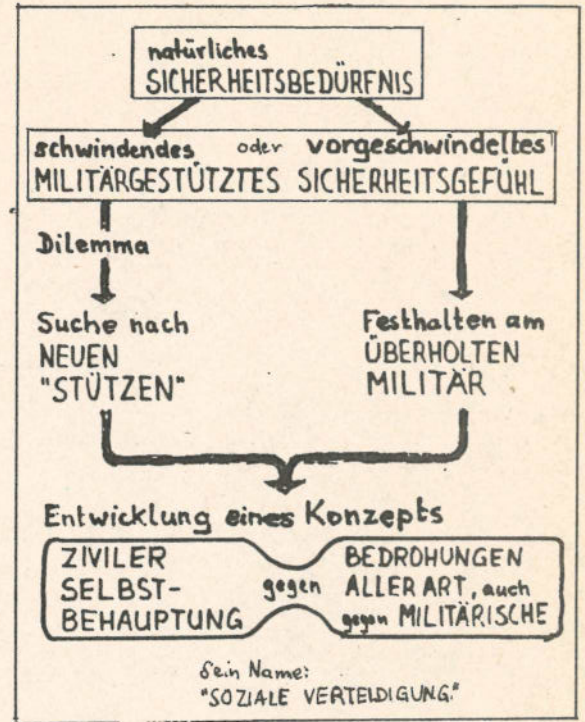 natürliches
SICHERHEITSBEDÜRFNIS
schwindendes oder vorgeschwindeltes
MILITÄRGESTÜTZTES SICHERHEITSGEFÜHL
Dilemma
Suche nach
NEUEN
"STÜTZEN"
Festhalten am
ÜBERHOLTEN
MILITÄR
Entwicklung eines Konzepts
ZIVILER
SELBST-
BEHAUPTUNG
gegen
BEDROHUNGEN
ALLER ART, auch
gegen MILITÄRISCHE
Sein Name:
"SOZIALE VERTEIDIGUNG."